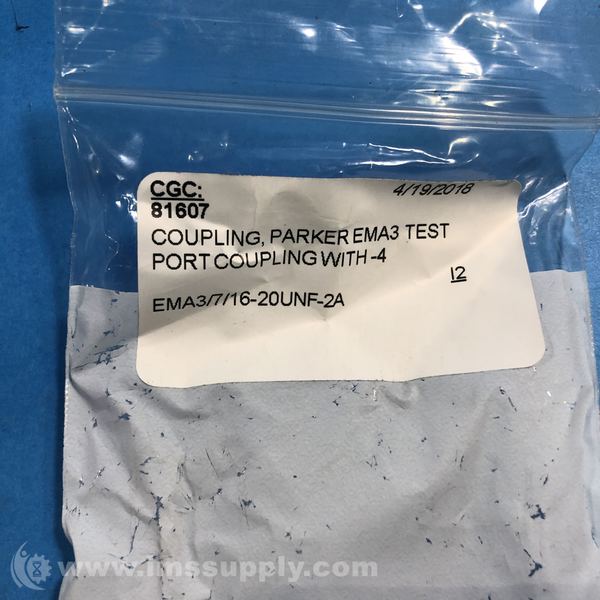 CGC: 4/19/2018
81607
COUPLING, PARKER EMA3 TEST
PORT COUPLING WITH -4
I2
EMA3/7/16-20UNF-2A
www.imssupply.com